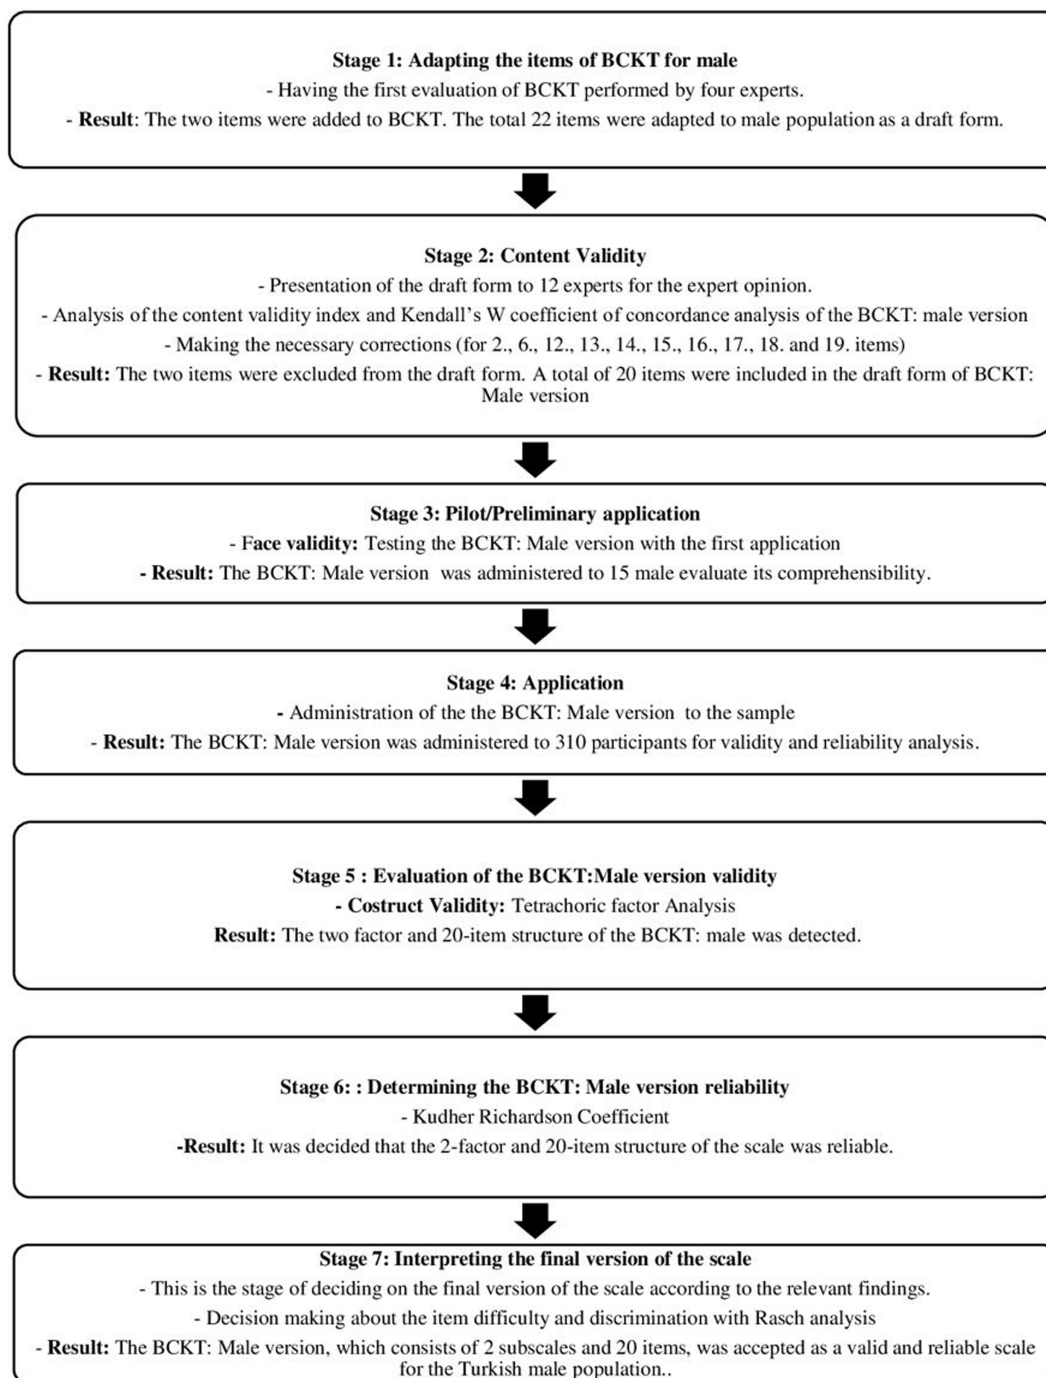 Stage 1: Adapting the items of BCKT for male
- Having the first evaluation of BCKT performed by four experts.
- Result: The two items were added to BCKT. The total 22 items were adapted to male population as a draft form.
Stage 2: Content Validity
- Presentation of the draft form to 12 experts for the expert opinion.
- Analysis of the content validity index and Kendall's W coefficient of concordance analysis of the BCKT: male version
- Making the necessary corrections (for 2., 6., 12., 13., 14., 15., 16., 17., 18. and 19. items)
- Result: The two items were excluded from the draft form. A total of 20 items were included in the draft form of BCKT:
Male version
Stage 3: Pilot/Preliminary application
- Face validity: Testing the BCKT: Male version with the first application
- Result: The BCKT: Male version was administered to 15 male evaluate its comprehensibility.
Stage 4: Application
- Administration of the the BCKT: Male version to the sample
- Result: The BCKT: Male version was administered to 310 participants for validity and reliability analysis.
Stage 5 : Evaluation of the BCKT:Male version validity
- Costruct Validity: Tetrachoric factor Analysis
Result: The two factor and 20-item structure of the BCKT: male was detected.
Stage 6: : Determining the BCKT: Male version reliability
- Kudher Richardson Coefficient
-Result: It was decided that the 2-factor and 20-item structure of the scale was reliable.
Stage 7: Interpreting the final version of the scale
- This is the stage of deciding on the final version of the scale according to the relevant findings.
- Decision making about the item difficulty and discrimination with Rasch analysis
- Result: The BCKT: Male version, which consists of 2 subscales and 20 items, was accepted as a valid and reliable scale
for the Turkish male population..